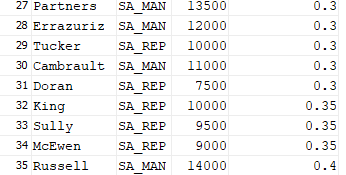 27 Partners SA_MAN 13500 0.3
28 Errazuriz SA_MAN 12000 0.3
29 Tucker SA_REP 10000 0.3
30 Cambrault SA_MAN 11000 0.3
31 Doran SA_REP 7500 0.3
32 King SA_REP 10000 0.35
33 Sully SA_REP 9500 0.35
34 McEwen SA_REP 9000 0.35
35 Russell SA_MAN 14000 0.4